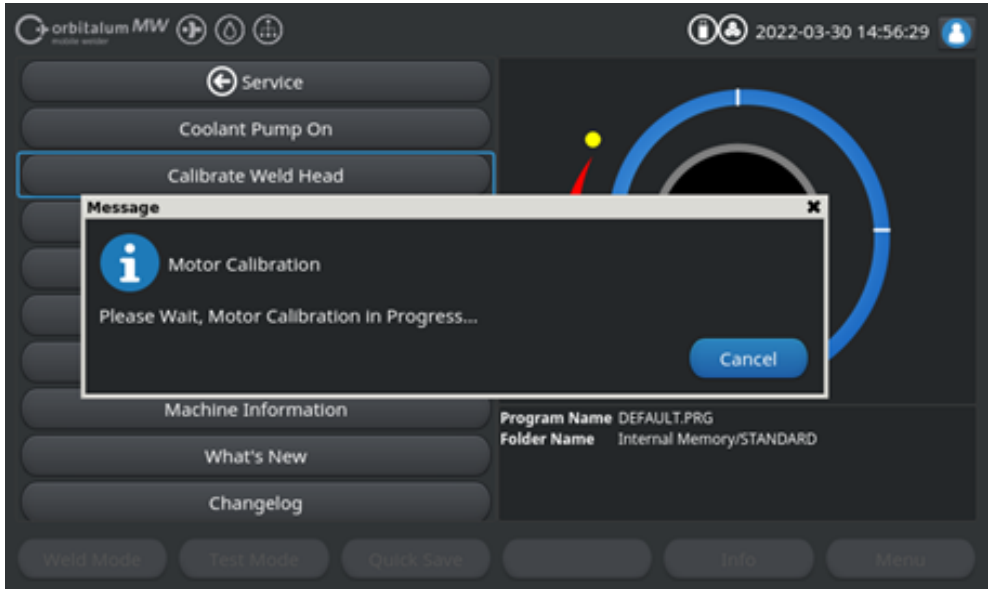 orbitalum MW
mobile welder
2022-03-30 14:56:29
Service
Coolant Pump On
Calibrate Weld Head
Message
Motor Calibration
Please Wait, Motor Calibration in Progress...
Cancel
Machine Information
What's New
Changelog
Program Name DEFAULT.PRG
Folder Name Internal Memory/STANDARD
Weld Mode
Test Mode
Quick Save
Info
Menu